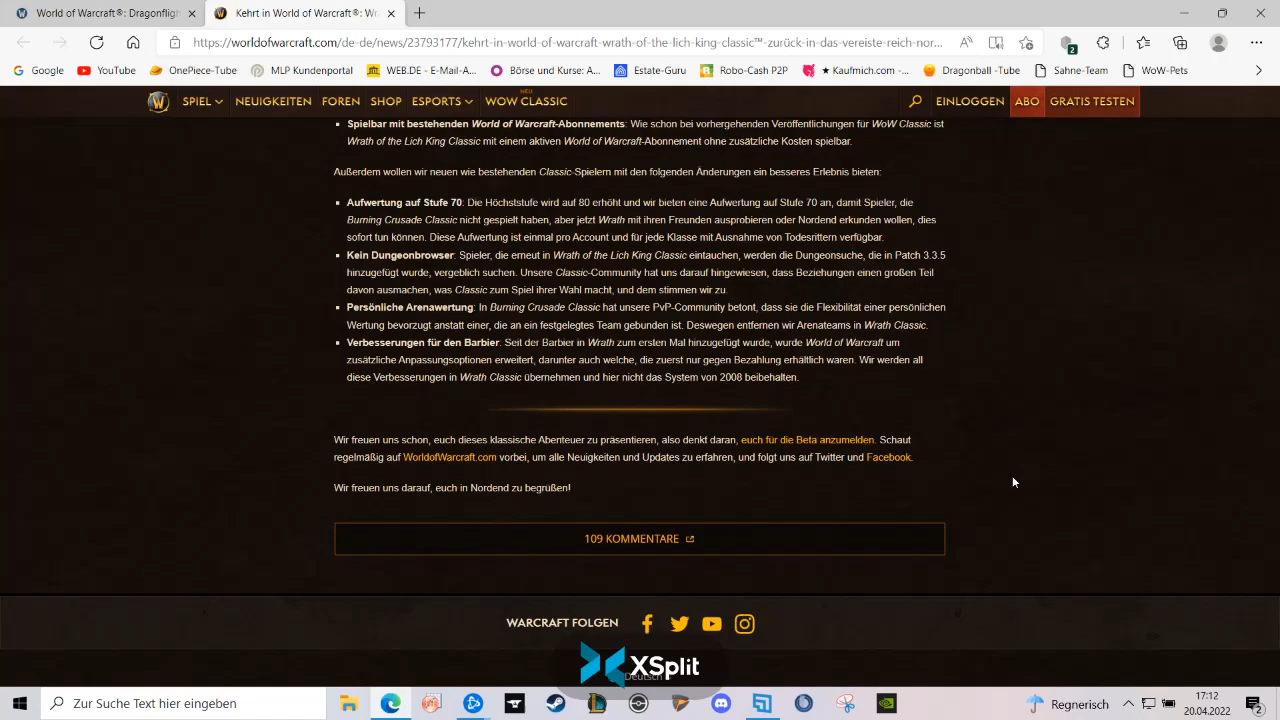 World of Warcraft®: Dragonflight
Kehrt in World of Warcraft®: Wr
https://worldofwarcraft.com/de-de/news/23793177/kehrt-in-world-of-warcraft-wrath-of-the-lich-king-classic™-zurück-in-das-vereiste-reich-nor...
2
Google
YouTube
OnePiece-Tube
MLP Kundenportal
WEB.DE - E-Mail-A...
Börse und Kurse: A...
Estate-Guru
Robo-Cash P2P
★ Kaufmich.com -...
Dragonball -Tube
Sahne-Team
WoW-Pets
SPIEL
NEUIGKEITEN
FOREN
SHOP
ESPORTS
NEU
WOW CLASSIC
EINLOGGEN
ABO
GRATIS TESTEN
▪ Spielbar mit bestehenden World of Warcraft-Abonnements: Wie schon bei vorhergehenden Veröffentlichungen für WoW Classic ist
Wrath of the Lich King Classic mit einem aktiven World of Warcraft-Abonnement ohne zusätzliche Kosten spielbar.
Außerdem wollen wir neuen wie bestehenden Classic-Spielern mit den folgenden Änderungen ein besseres Erlebnis bieten:
▪ Aufwertung auf Stufe 70: Die Höchststufe wird auf 80 erhöht und wir bieten eine Aufwertung auf Stufe 70 an, damit Spieler, die
Burning Crusade Classic nicht gespielt haben, aber jetzt Wrath mit ihren Freunden ausprobieren oder Nordend erkunden wollen, dies
sofort tun können. Diese Aufwertung ist einmal pro Account und für jede Klasse mit Ausnahme von Todesrittern verfügbar.
▪ Kein Dungeonbrowser: Spieler, die erneut in Wrath of the Lich King Classic eintauchen, werden die Dungeonsuche, die in Patch 3.3.5
hinzugefügt wurde, vergeblich suchen. Unsere Classic-Community hat uns darauf hingewiesen, dass Beziehungen einen großen Teil
davon ausmachen, was Classic zum Spiel ihrer Wahl macht, und dem stimmen wir zu.
▪ Persönliche Arenawertung: In Burning Crusade Classic hat unsere PvP-Community betont, dass sie die Flexibilität einer persönlichen
Wertung bevorzugt anstatt einer, die an ein festgelegtes Team gebunden ist. Deswegen entfernen wir Arenateams in Wrath Classic.
▪ Verbesserungen für den Barbier: Seit der Barbier in Wrath zum ersten Mal hinzugefügt wurde, wurde World of Warcraft um
zusätzliche Anpassungsoptionen erweitert, darunter auch welche, die zuerst nur gegen Bezahlung erhältlich waren. Wir werden all
diese Verbesserungen in Wrath Classic übernehmen und hier nicht das System von 2008 beibehalten.
Wir freuen uns schon, euch dieses klassische Abenteuer zu präsentieren, also denkt daran, euch für die Beta anzumelden. Schaut
regelmäßig auf WorldofWarcraft.com vorbei, um alle Neuigkeiten und Updates zu erfahren, und folgt uns auf Twitter und Facebook.
Wir freuen uns darauf, euch in Nordend zu begrüßen!
109 KOMMENTARE
WARCRAFT FOLGEN
XSplit
Deutsch
Zur Suche Text hier eingeben
Regnerisch
17:12
20.04.2022
2